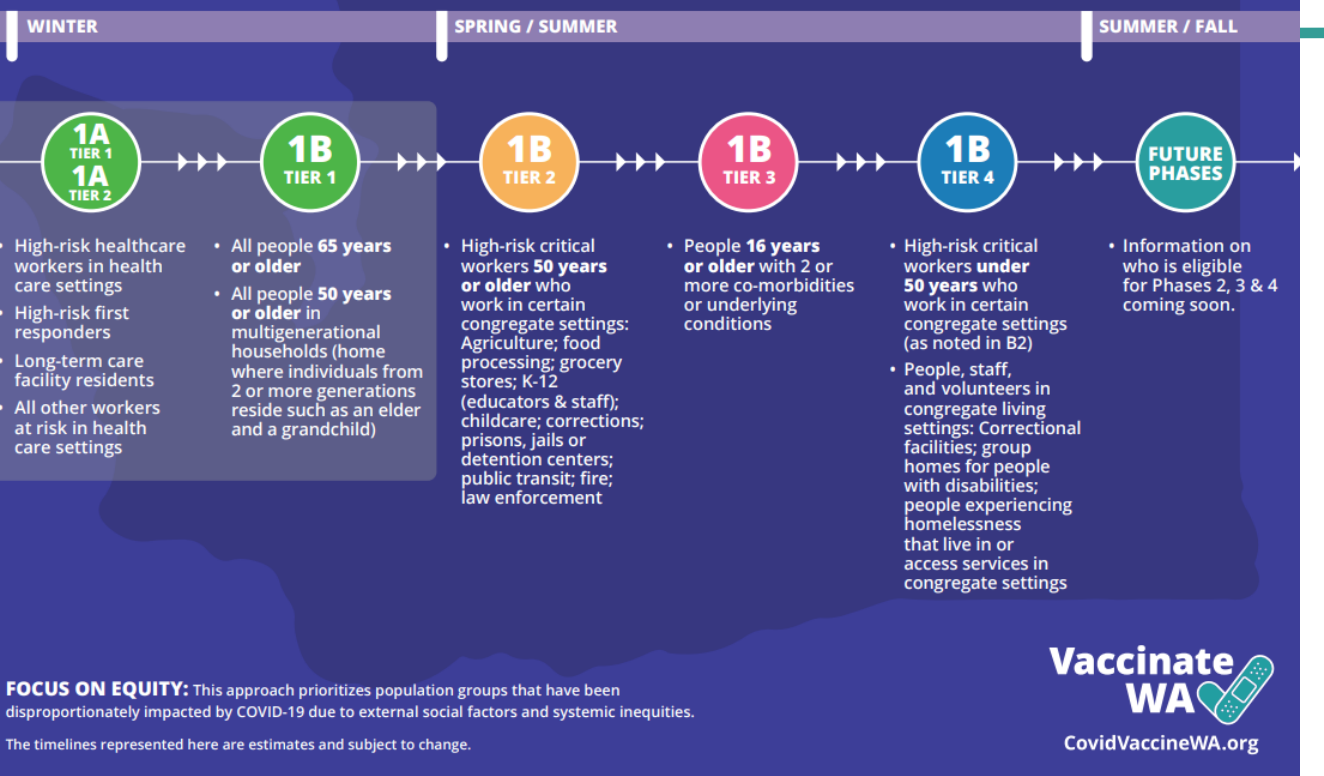 WINTER
SPRING / SUMMER
SUMMER / FALL
1A
TIER 1
1A
TIER 2
• High-risk healthcare
workers in health
care settings
• High-risk first
responders
• Long-term care
facility residents
• All other workers
at risk in health
care settings
1B
TIER 1
• All people 65 years
or older
• All people 50 years
or older in
multigenerational
households (home
where individuals from
2 or more generations
reside such as an elder
and a grandchild)
1B
TIER 2
• High-risk critical
workers 50 years
or older who
work in certain
congregate settings:
Agriculture; food
processing; grocery
stores; K-12
(educators & staff);
childcare; corrections;
prisons, jails or
detention centers;
public transit; fire;
law enforcement
1B
TIER 3
• People 16 years
or older with 2 or
more co-morbidities
or underlying
conditions
1B
TIER 4
• High-risk critical
workers under
50 years who
work in certain
congregate settings
(as noted in B2)
• People, staff,
and volunteers in
congregate living
settings: Correctional
facilities; group
homes for people
with disabilities;
people experiencing
homelessness
that live in or
access services in
congregate settings
FUTURE
PHASES
• Information on
who is eligible
for Phases 2, 3 & 4
coming soon.
FOCUS ON EQUITY: This approach prioritizes population groups that have been
disproportionately impacted by COVID-19 due to external social factors and systemic inequities.
The timelines represented here are estimates and subject to change.
Vaccinate
WA
CovidVaccineWA.org